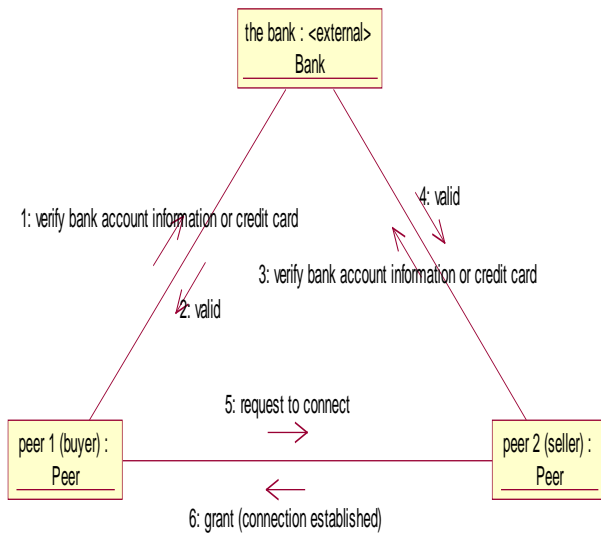 the bank : <external>
Bank
4: valid
1: verify bank account information or credit card
3: verify bank account information or credit card
2: valid
5: request to connect
peer 1 (buyer) :
Peer
peer 2 (seller) :
Peer
6: grant (connection established)